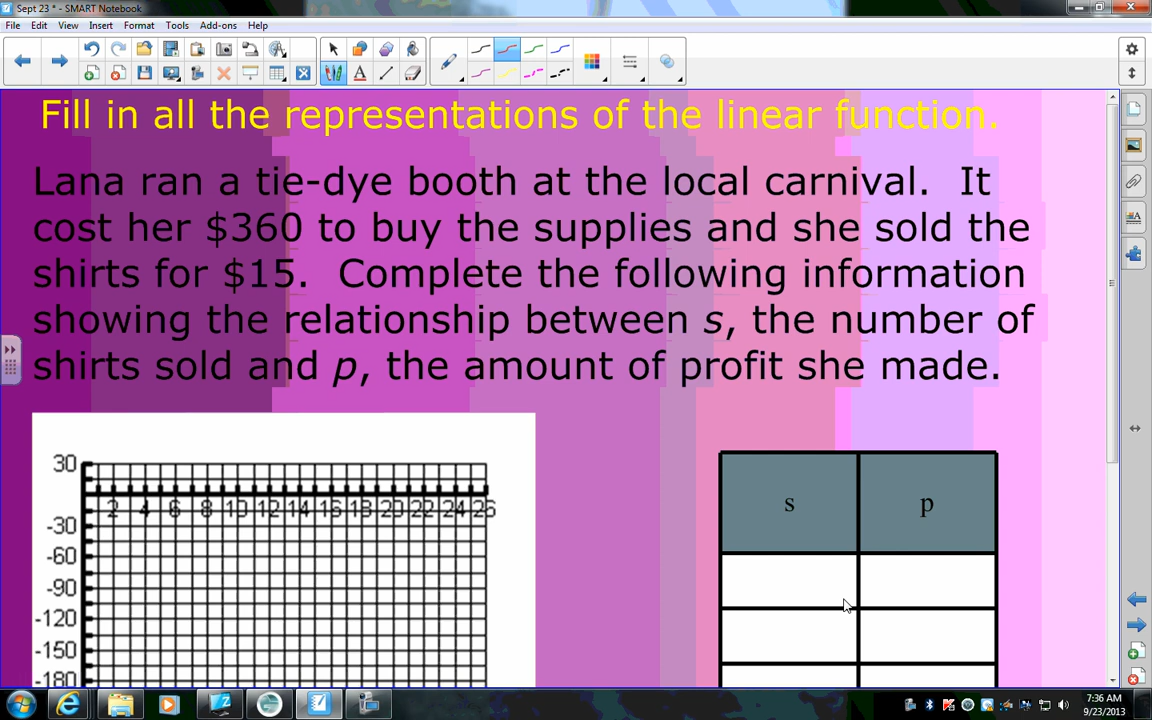 Sept 23 * - SMART Notebook
File Edit View Insert Format Tools Add-ons Help
Fill in all the representations of the linear function.
Lana ran a tie-dye booth at the local carnival. It
cost her $360 to buy the supplies and she sold the
shirts for $15. Complete the following information
showing the relationship between s, the number of
shirts sold and p, the amount of profit she made.
30
2 4 6 8 10 12 14 16 18 20 22 24 26
-30
-60
-90
-120
-150
-180
s p
7:36 AM
9/23/2013